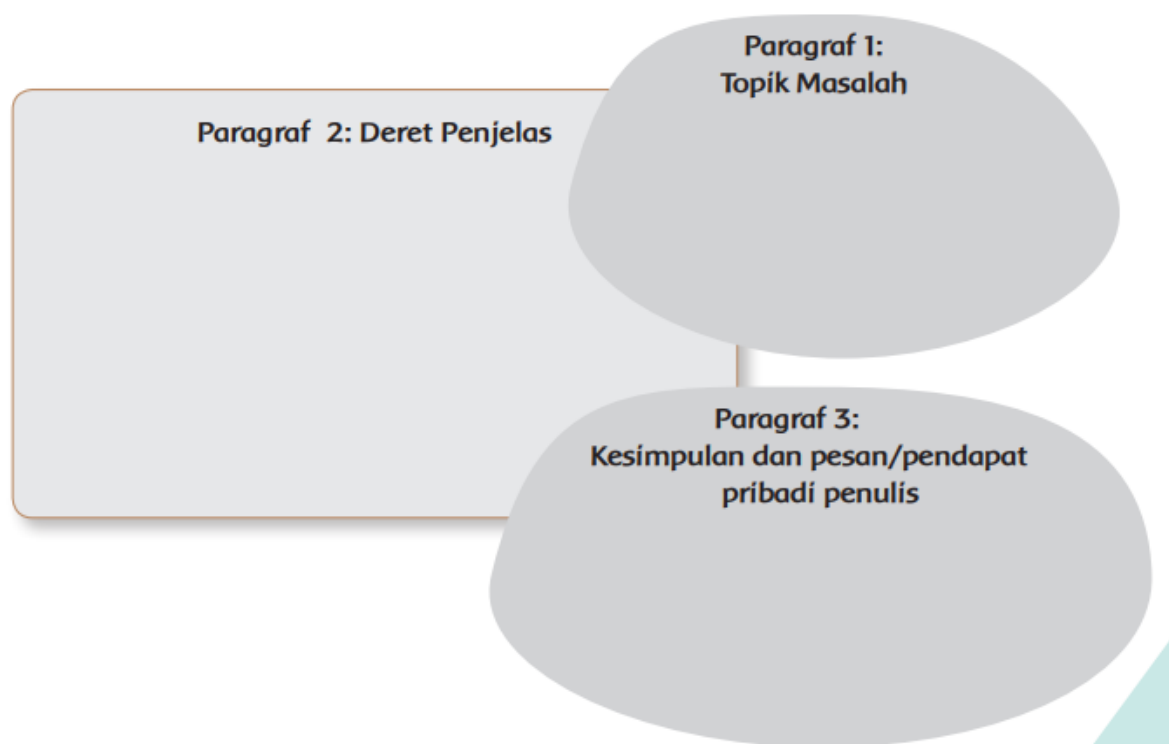 Paragraf 1:
Topik Masalah
Paragraf 2: Deret Penjelas
Paragraf 3:
Kesimpulan dan pesan/pendapat
pribadi penulis